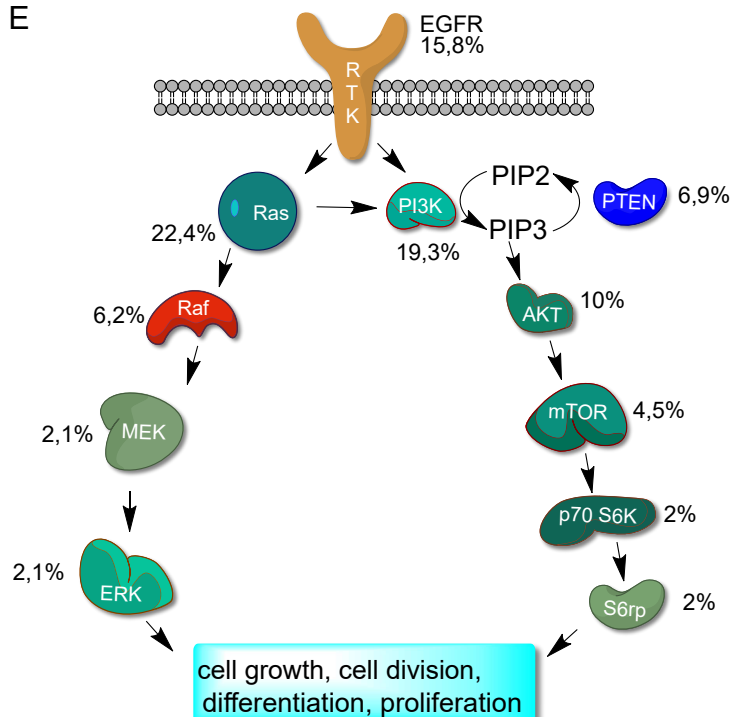 E
EGFR
15,8%
R
T
K
Ras
22,4%
PI3K
19,3%
PIP2
PIP3
PTEN
6,9%
Raf
6,2%
AKT
10%
MEK
2,1%
mTOR
4,5%
ERK
2,1%
p70 S6K
2%
S6rp
2%
cell growth, cell division,
differentiation, proliferation